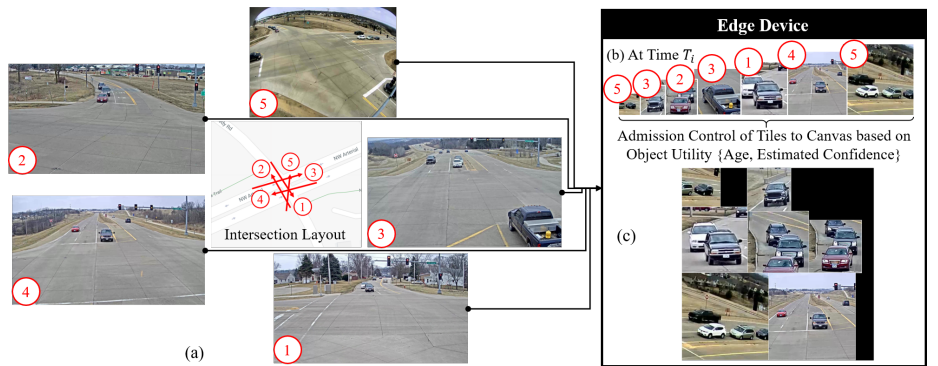 Edge Device
(b) At Time T_i
5
3
2
3
1
4
5
Admission Control of Tiles to Canvas based on
Object Utility {Age, Estimated Confidence}
(c)
5
2
NW Arterial
2
5
3
4
1
Intersection Layout
3
4
1
(a)